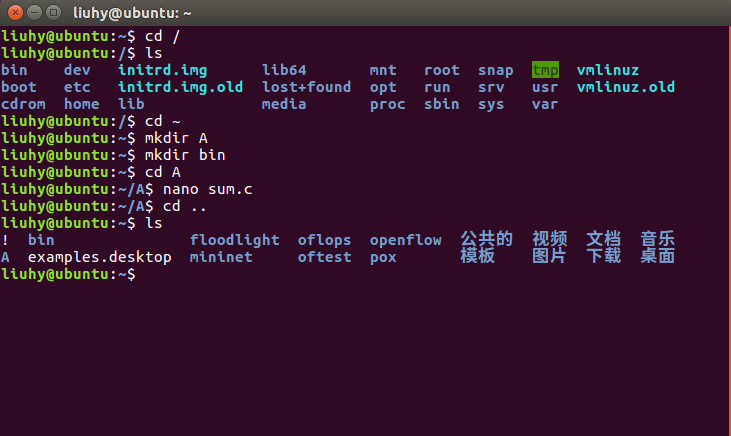 liuhy@ubuntu: ~
liuhy@ubuntu:~$ cd /
liuhy@ubuntu:/$ ls
bin    dev   initrd.img      lib64       mnt   root  snap  tmp  vmlinuz
boot   etc   initrd.img.old  lost+found  opt   run   srv   usr  vmlinuz.old
cdrom  home  lib             media       proc  sbin  sys   var
liuhy@ubuntu:/$ cd ~
liuhy@ubuntu:~$ mkdir A
liuhy@ubuntu:~$ mkdir bin
liuhy@ubuntu:~$ cd A
liuhy@ubuntu:~/A$ nano sum.c
liuhy@ubuntu:~/A$ cd ..
liuhy@ubuntu:~$ ls
!  bin               floodlight  oflops  openflow  公共的  视频  文档  音乐
A  examples.desktop  mininet     oftest  pox       模板    图片  下载  桌面
liuhy@ubuntu:~$